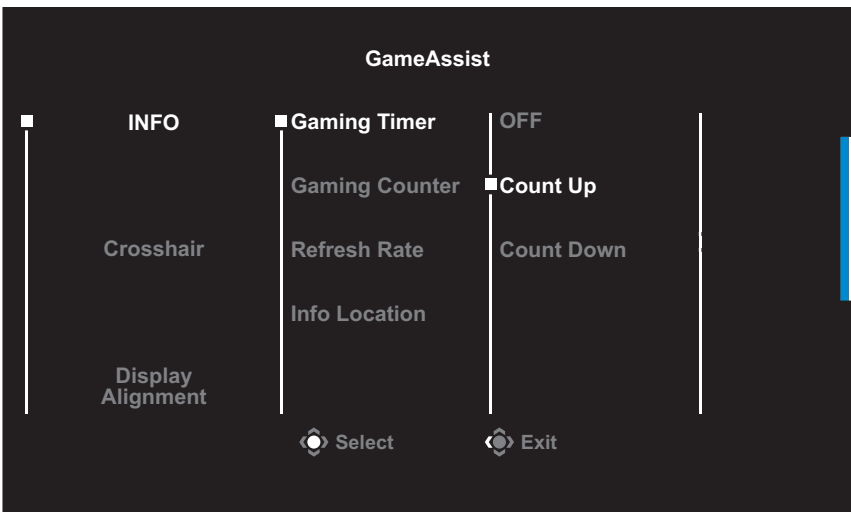 GameAssist
INFO
Gaming Timer
OFF
Gaming Counter
Count Up
Crosshair
Refresh Rate
Count Down
Info Location
Display
Alignment
Select
Exit